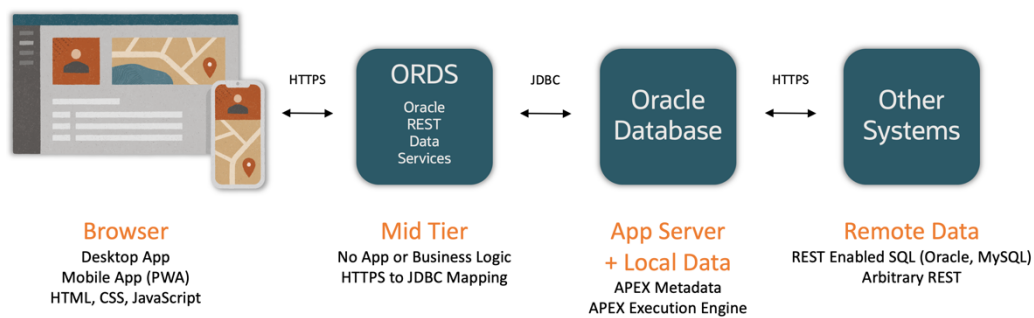 HTTPS
ORDS
Oracle
REST
Data
Services
JDBC
Oracle
Database
HTTPS
Other
Systems
Browser
Desktop App
Mobile App (PWA)
HTML, CSS, JavaScript
Mid Tier
No App or Business Logic
HTTPS to JDBC Mapping
App Server
+ Local Data
APEX Metadata
APEX Execution Engine
Remote Data
REST Enabled SQL (Oracle, MySQL)
Arbitrary REST